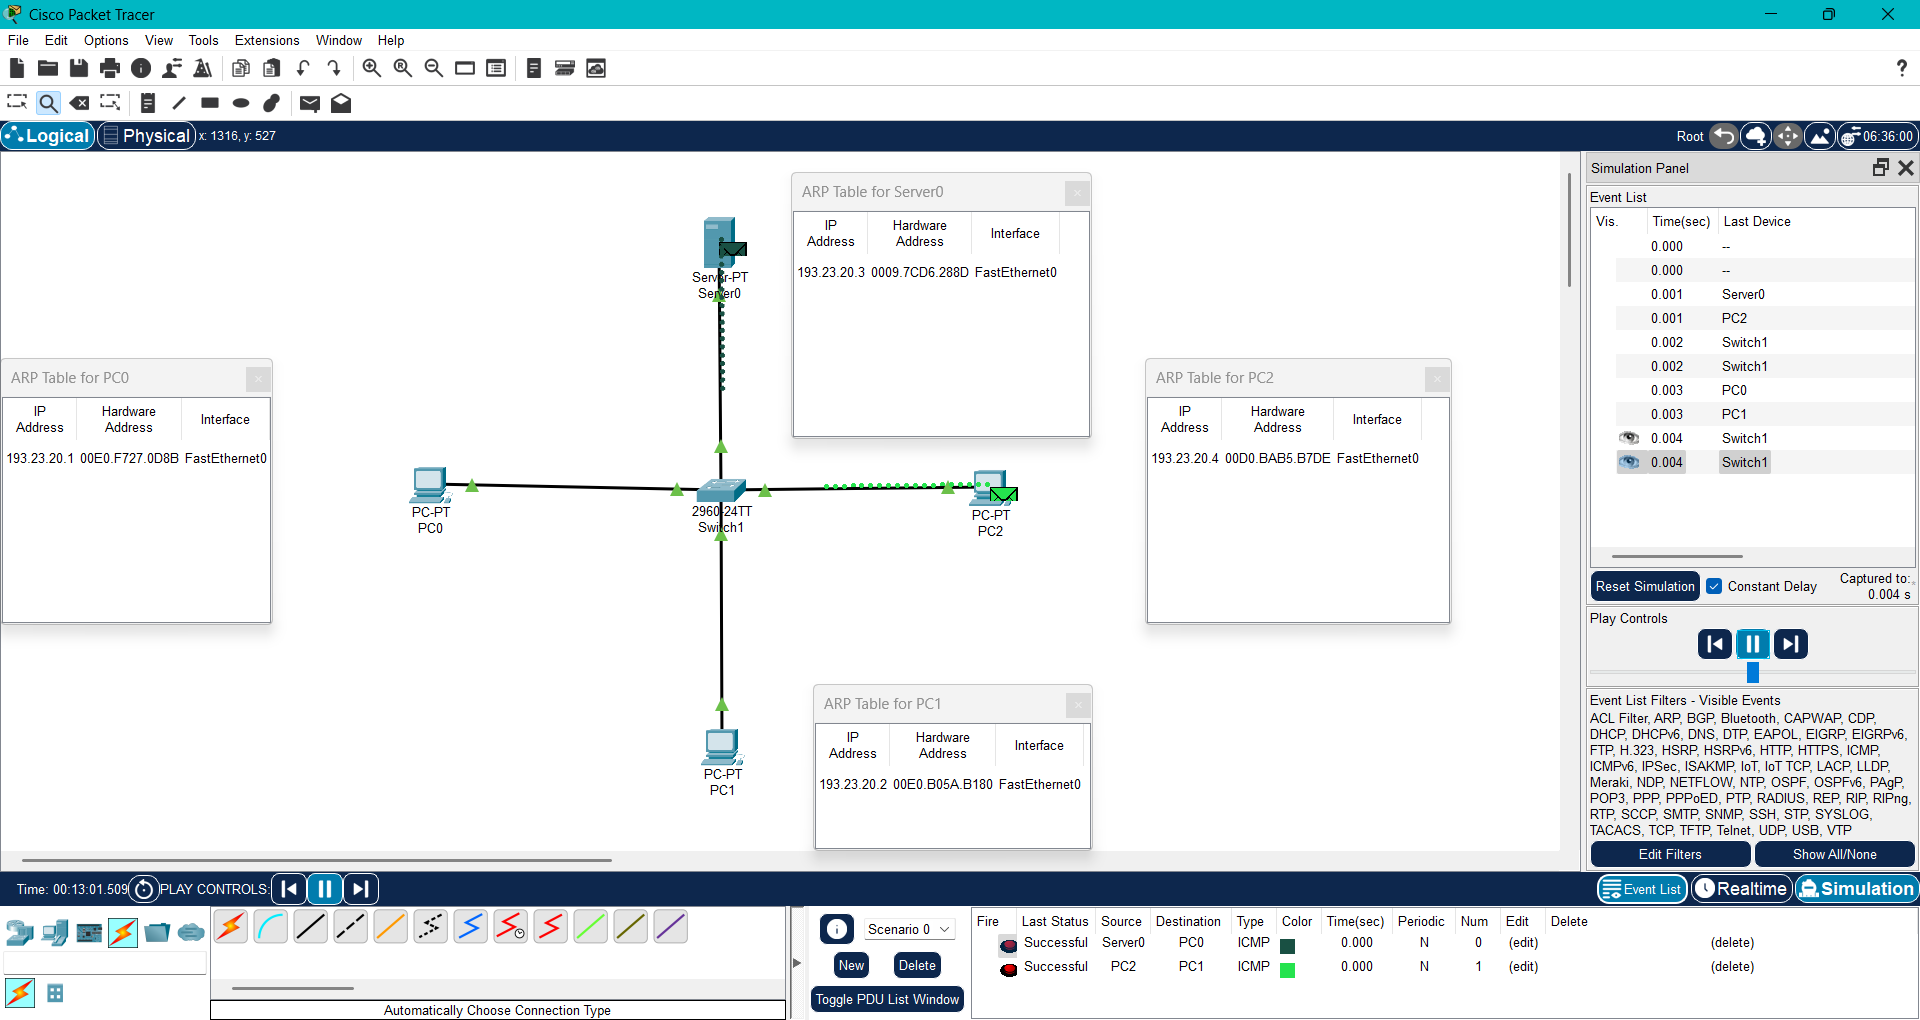 Cisco Packet Tracer
File Edit Options View Tools Extensions Window Help
?
Logical Physical x: 1316, y: 527
Root 06:36:00
Simulation Panel
Event List
Vis. Time(sec) Last Device
0.000 --
0.000 --
0.001 Server0
0.001 PC2
0.002 Switch1
0.002 Switch1
0.003 PC0
0.003 PC1
0.004 Switch1
0.004 Switch1
Reset Simulation Constant Delay Captured to:
0.004 s
Play Controls
Event List Filters - Visible Events
ACL Filter, ARP, BGP, Bluetooth, CAPWAP, CDP,
DHCP, DHCPv6, DNS, DTP, EAPOL, EIGRP, EIGRPv6,
FTP, H.323, HSRP, HSRPv6, HTTP, HTTPS, ICMP,
ICMPv6, IPSec, ISAKMP, IoT, IoT TCP, LACP, LLDP,
Meraki, NDP, NETFLOW, NTP, OSPF, OSPFv6, PAgP,
POP3, PPP, PPPoED, PTP, RADIUS, REP, RIP, RIPng,
RTP, SCCP, SMTP, SNMP, SSH, STP, SYSLOG,
TACACS, TCP, TFTP, Telnet, UDP, USB, VTP
Edit Filters Show All/None
ARP Table for Server0
IP Address Hardware Address Interface
193.23.20.3 0009.7CD6.288D FastEthernet0
Server-PT
Server0
ARP Table for PC0
IP Address Hardware Address Interface
193.23.20.1 00E0.F727.0D8B FastEthernet0
ARP Table for PC2
IP Address Hardware Address Interface
193.23.20.4 00D0.BAB5.B7DE FastEthernet0
PC-PT
PC0
2960-24TT
Switch1
PC-PT
PC2
ARP Table for PC1
IP Address Hardware Address Interface
193.23.20.2 00E0.B05A.B180 FastEthernet0
PC-PT
PC1
Time: 00:13:01.509 PLAY CONTROLS:
Event List Realtime Simulation
Automatically Choose Connection Type
Scenario 0
New Delete
Toggle PDU List Window
Fire Last Status Source Destination Type Color Time(sec) Periodic Num Edit Delete
Successful Server0 PC0 ICMP 0.000 N 0 (edit) (delete)
Successful PC2 PC1 ICMP 0.000 N 1 (edit) (delete)